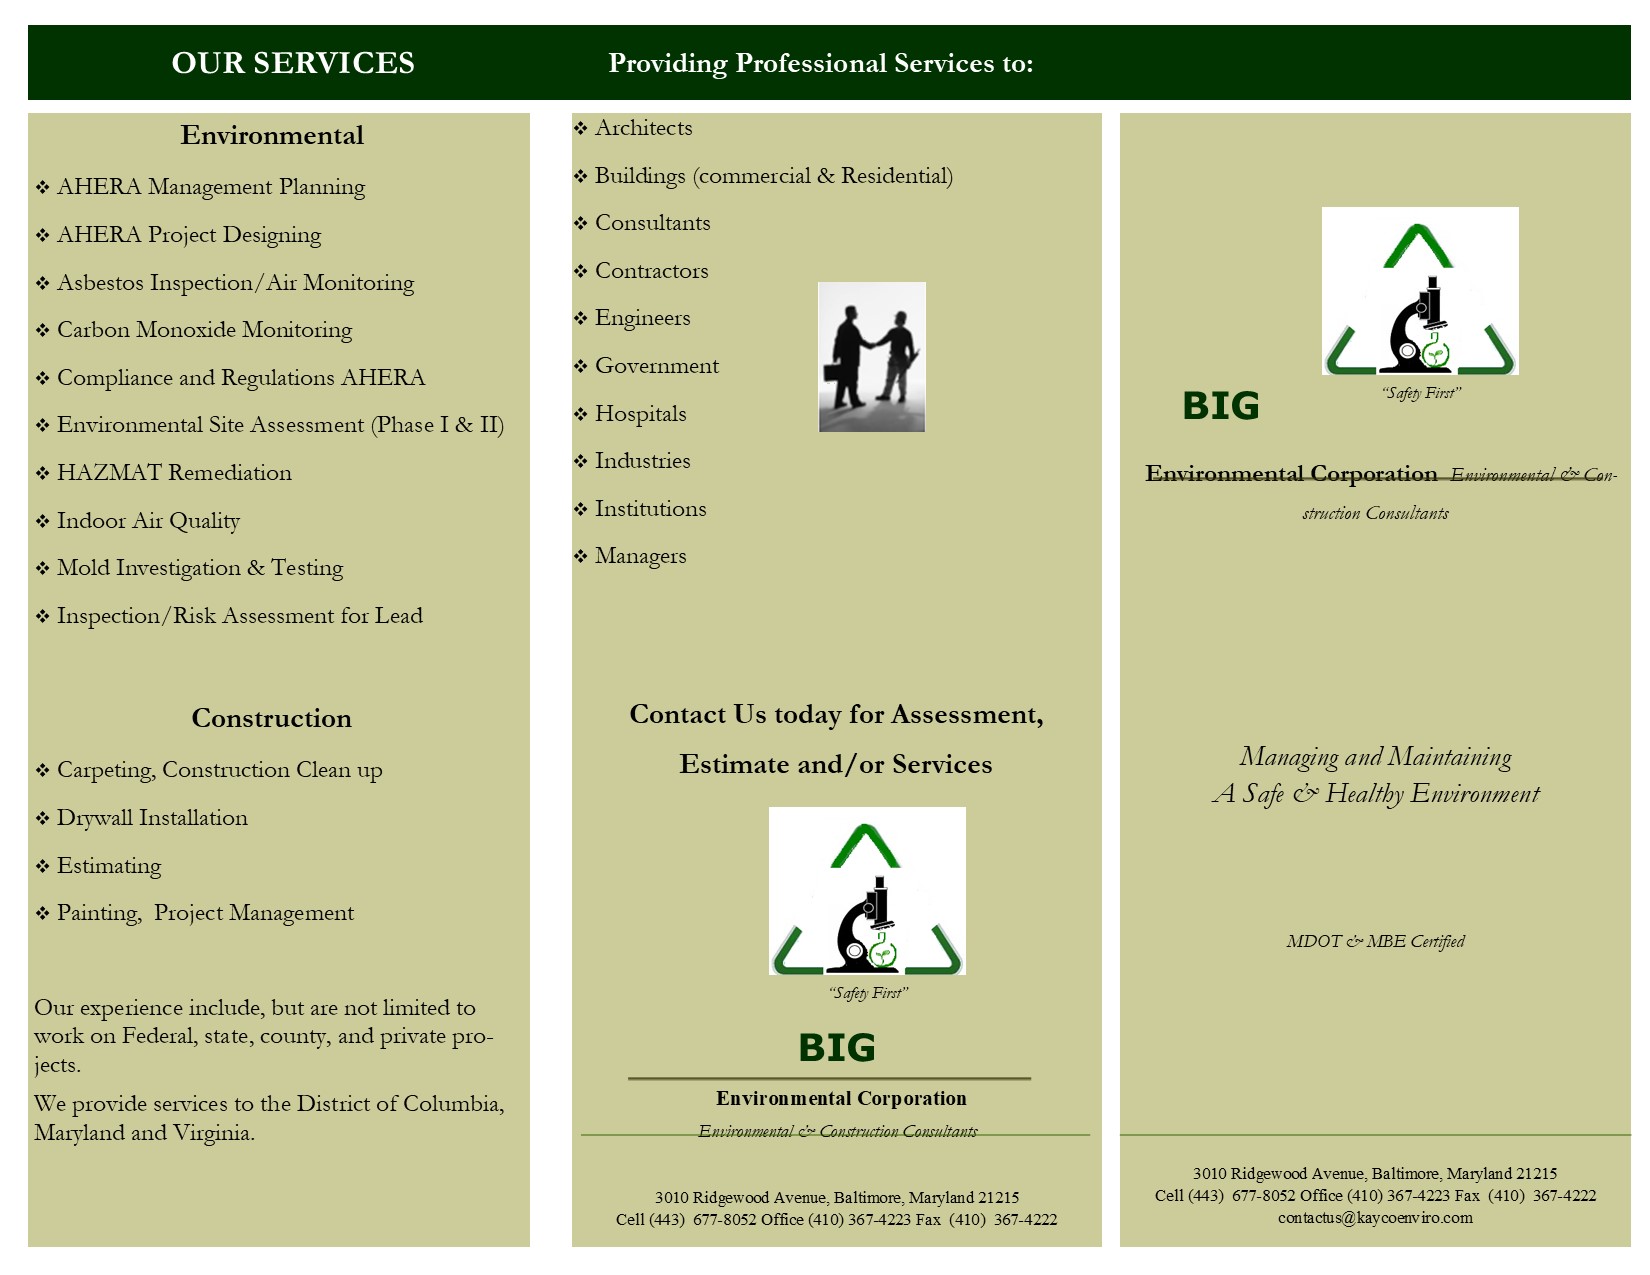 OUR SERVICES
Providing Professional Services to:
Environmental
❖ AHERA Management Planning
❖ AHERA Project Designing
❖ Asbestos Inspection/Air Monitoring
❖ Carbon Monoxide Monitoring
❖ Compliance and Regulations AHERA
❖ Environmental Site Assessment (Phase I & II)
❖ HAZMAT Remediation
❖ Indoor Air Quality
❖ Mold Investigation & Testing
❖ Inspection/Risk Assessment for Lead
Construction
❖ Carpeting, Construction Clean up
❖ Drywall Installation
❖ Estimating
❖ Painting,  Project Management
Our experience include, but are not limited to
work on Federal, state, county, and private pro-
jects.
We provide services to the District of Columbia,
Maryland and Virginia.
❖ Architects
❖ Buildings (commercial & Residential)
❖ Consultants
❖ Contractors
❖ Engineers
❖ Government
❖ Hospitals
❖ Industries
❖ Institutions
❖ Managers
Contact Us today for Assessment,
Estimate and/or Services
“Safety First”
BIG
Environmental Corporation
Environmental & Construction Consultants
3010 Ridgewood Avenue, Baltimore, Maryland 21215
Cell (443)  677-8052 Office (410) 367-4223 Fax  (410)  367-4222
“Safety First”
BIG
Environmental Corporation  Environmental & Con-
struction Consultants
Managing and Maintaining
A Safe & Healthy Environment
MDOT & MBE Certified
3010 Ridgewood Avenue, Baltimore, Maryland 21215
Cell (443)  677-8052 Office (410) 367-4223 Fax  (410)  367-4222
contactus@kaycoenviro.com